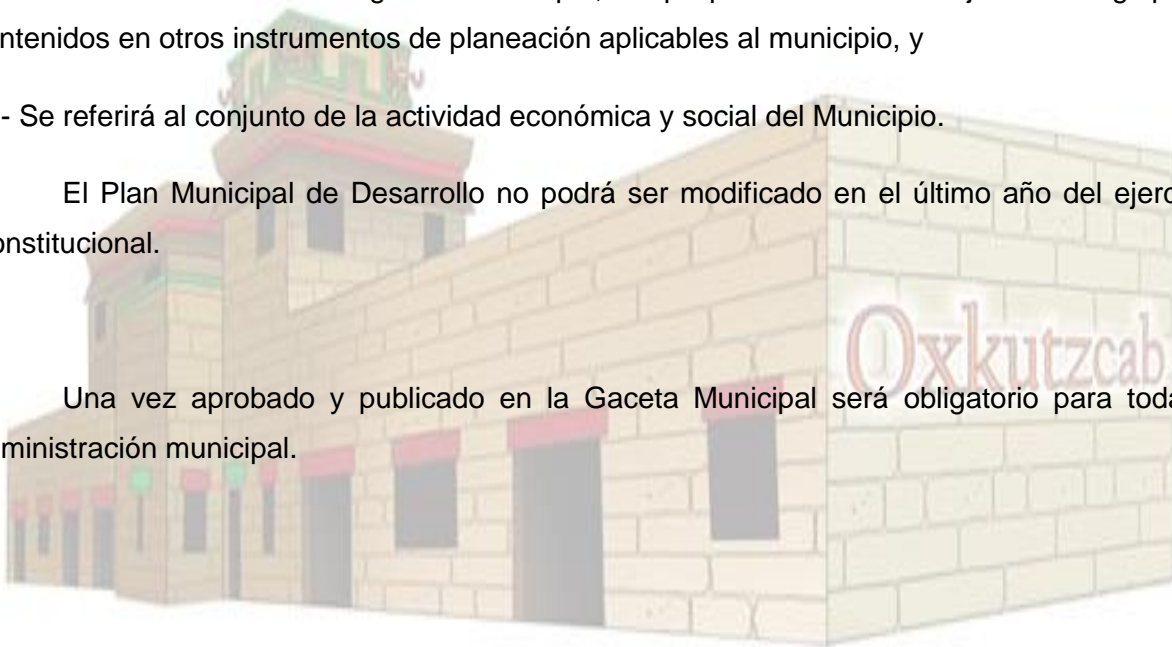 ntenidos en otros instrumentos de planeación aplicables al municipio, y
- Se referirá al conjunto de la actividad económica y social del Municipio.
El Plan Municipal de Desarrollo no podrá ser modificado en el último año del ejerc
onstitucional.
Oxkutzcab
Una vez aprobado y publicado en la Gaceta Municipal será obligatorio para toda
ministración municipal.